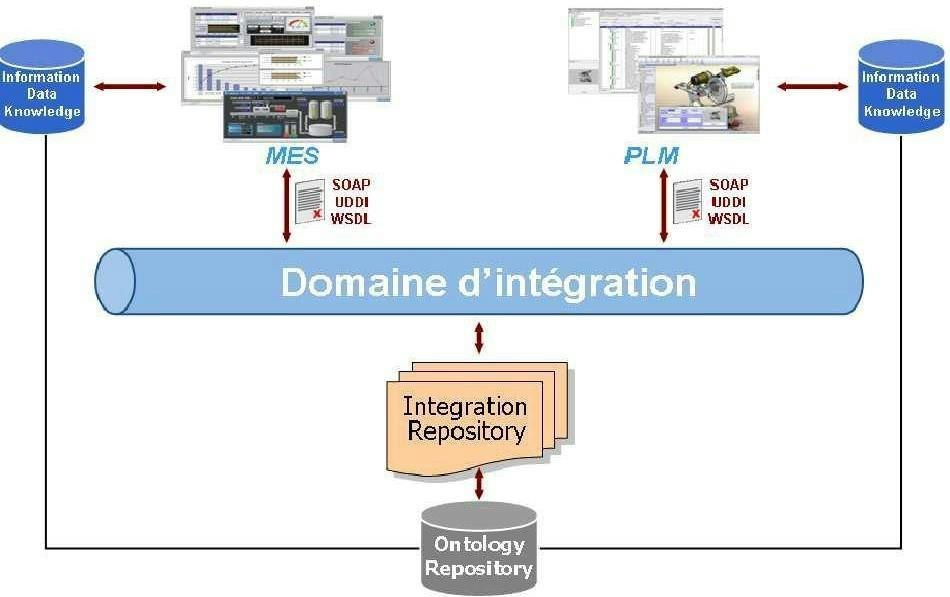 Information
Data
Knowledge
MES
PLM
Information
Data
Knowledge
SOAP
UDDI
WSDL
SOAP
UDDI
WSDL
Domaine d'intégration
Integration
Repository
Ontology
Repository